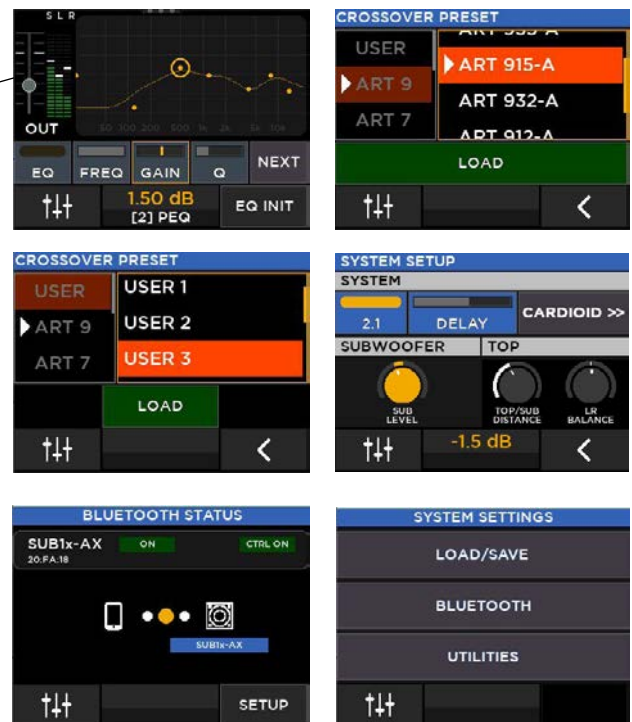 S L R
OUT
50 100 200 500 1k 2k 5k 10k
EQ FREQ GAIN Q NEXT
1.50 dB
[2] PEQ
EQ INIT
CROSSOVER PRESET
USER
ART 9
ART 7
ART 935-A
ART 915-A
ART 932-A
ART 912-A
LOAD
CROSSOVER PRESET
USER
ART 9
ART 7
USER 1
USER 2
USER 3
LOAD
SYSTEM SETUP
SYSTEM
2.1 DELAY CARDIOID >>
SUBWOOFER TOP
SUB
LEVEL
TOP/SUB
DISTANCE
LR
BALANCE
-1.5 dB
BLUETOOTH STATUS
SUB1x-AX ON CTRL ON
20:FA:18
SUB1x-AX
SETUP
SYSTEM SETTINGS
LOAD/SAVE
BLUETOOTH
UTILITIES